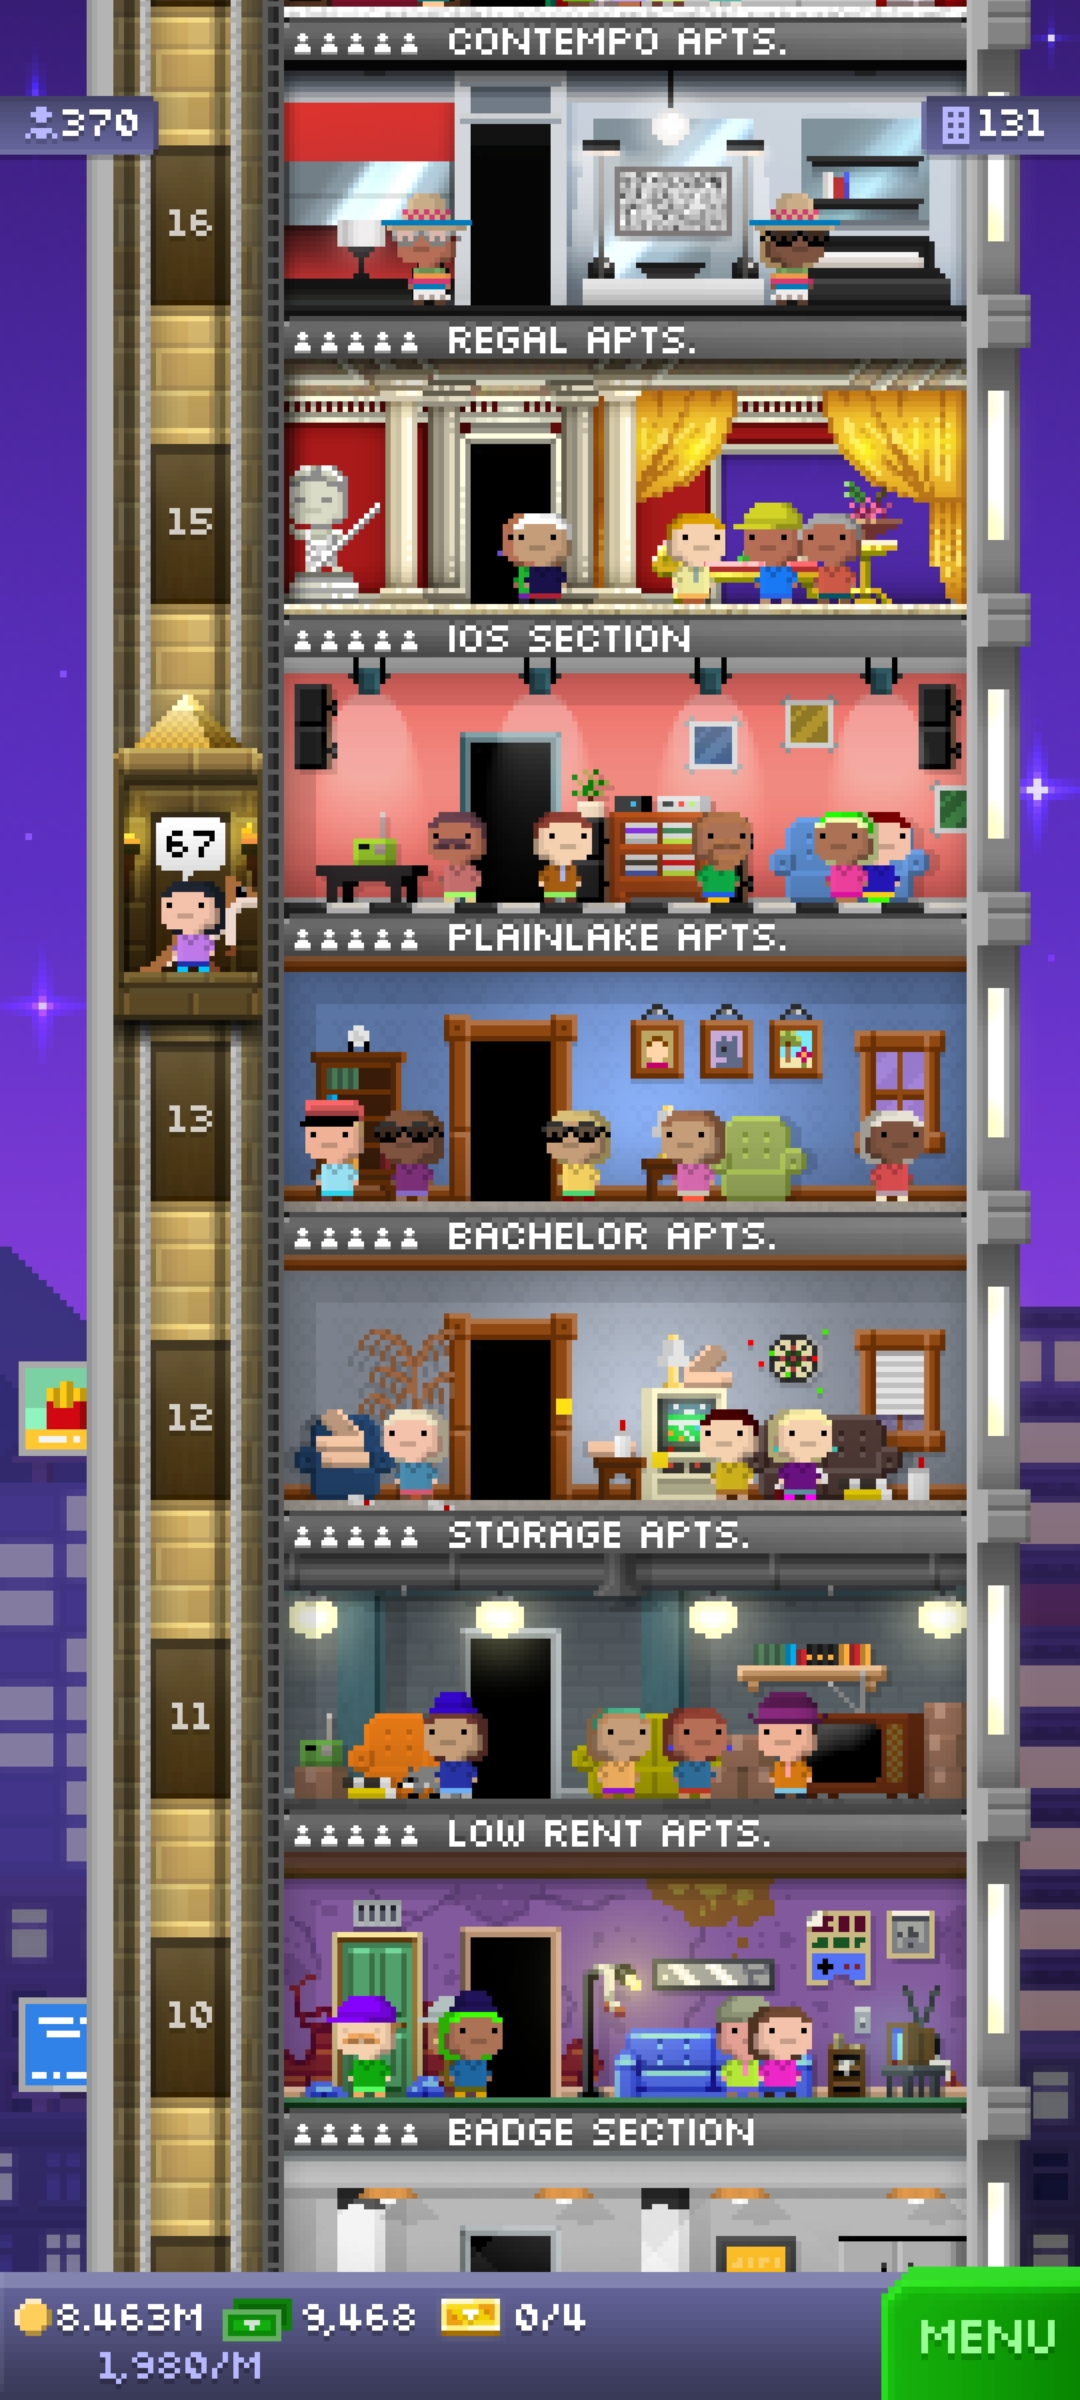 CONTEMPO APTS.
370
131
16
REGAL APTS.
15
IOS SECTION
67
PLAINLAKE APTS.
13
BACHELOR APTS.
12
STORAGE APTS.
11
LOW RENT APTS.
10
BADGE SECTION
8.463M 9,468 0/4
1,980/M
MENU